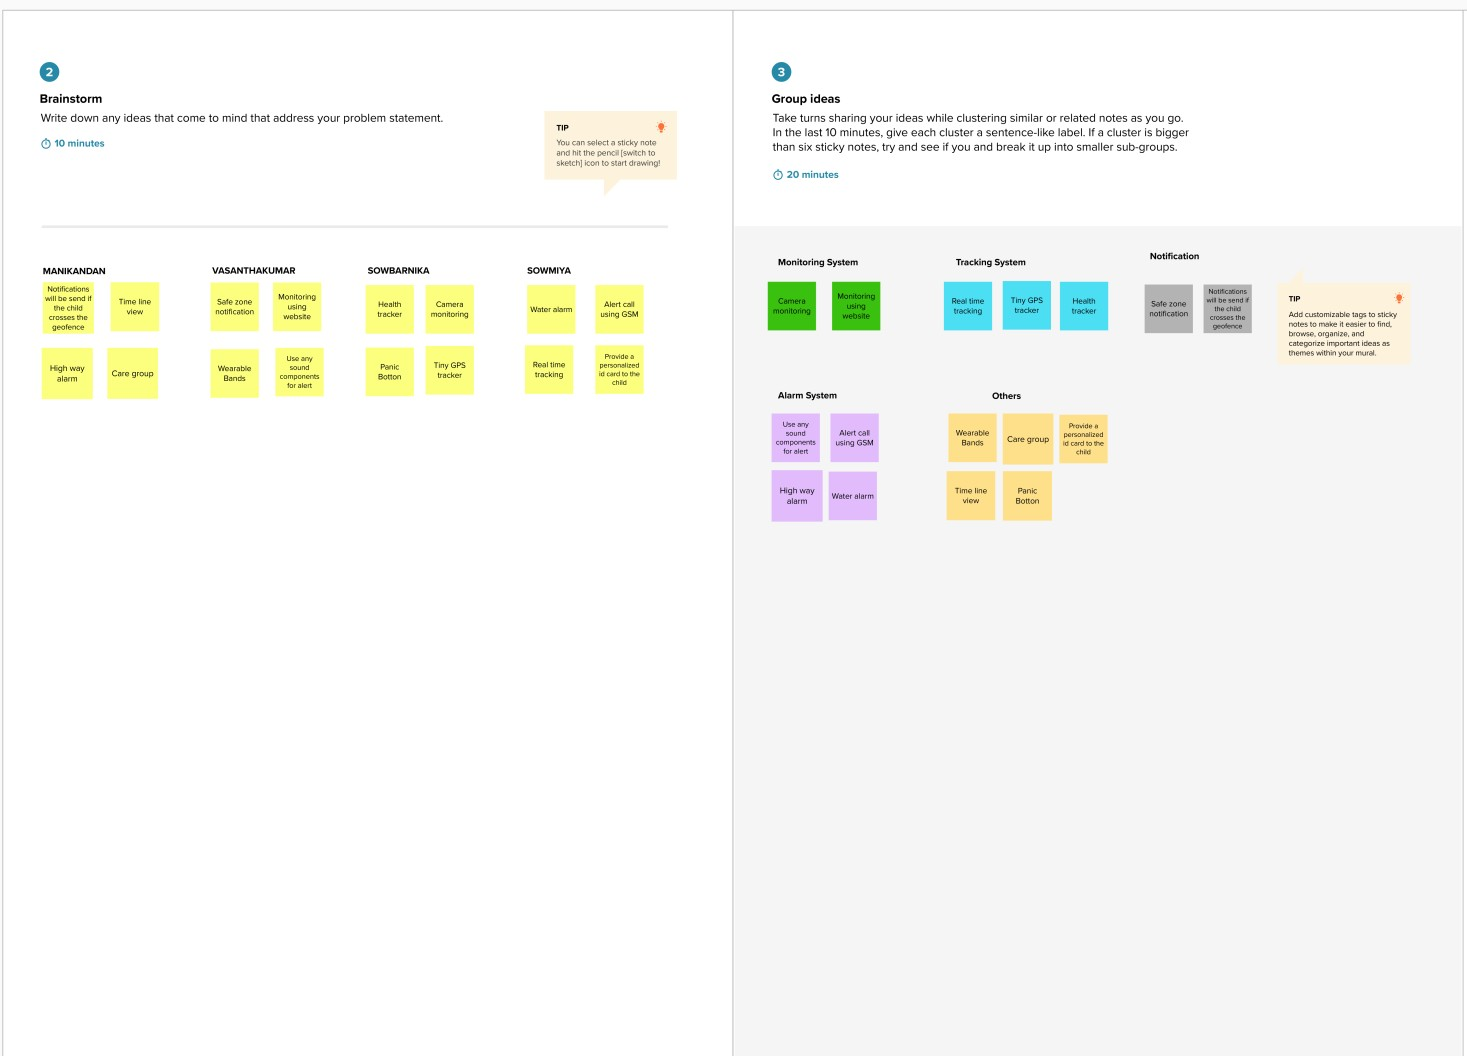 2
Brainstorm
Write down any ideas that come to mind that address your problem statement.
10 minutes
TIP
You can select a sticky note
and hit the pencil [switch to
sketch] icon to start drawing!
MANIKANDAN
Notifications
will be send if
the child
crosses the
geofence
Time line
view
High way
alarm
Care group
VASANTHAKUMAR
Safe zone
notification
Monitoring
using
website
Wearable
Bands
Use any
sound
components
for alert
SOWBARNIKA
Health
tracker
Camera
monitoring
Panic
Botton
Tiny GPS
tracker
SOWMIYA
Water alarm
Alert call
using GSM
Real time
tracking
Provide a
personalized
id card to the
child
3
Group ideas
Take turns sharing your ideas while clustering similar or related notes as you go.
In the last 10 minutes, give each cluster a sentence-like label. If a cluster is bigger
than six sticky notes, try and see if you and break it up into smaller sub-groups.
20 minutes
Monitoring System
Camera
monitoring
Monitoring
using
website
Tracking System
Real time
tracking
Tiny GPS
tracker
Health
tracker
Notification
Safe zone
notification
Notifications
will be send if
the child
crosses the
geofence
TIP
Add customizable tags to sticky
notes to make it easier to find,
browse, organize, and
categorize important ideas as
themes within your mural.
Alarm System
Use any
sound
components
for alert
Alert call
using GSM
High way
alarm
Water alarm
Others
Wearable
Bands
Care group
Provide a
personalized
id card to the
child
Time line
view
Panic
Botton